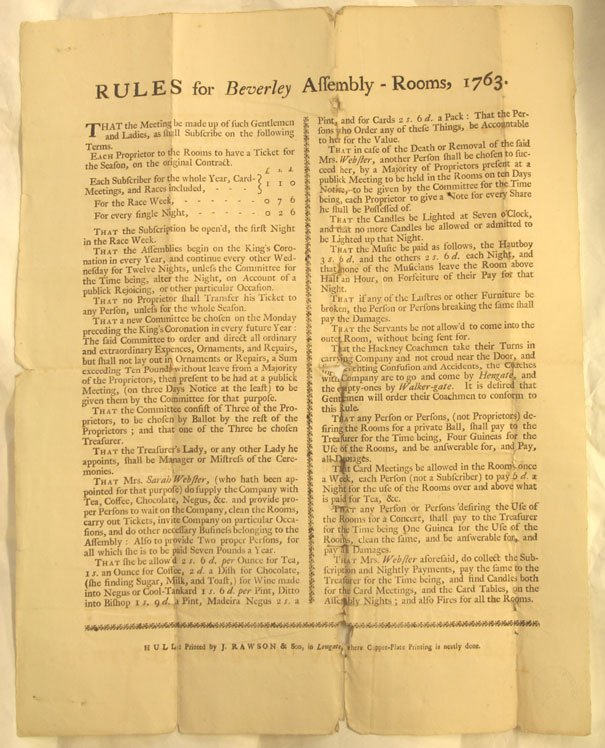 RULES for Beverley Aſſembly-Rooms, 1763.
THAT the Meeting be made up of ſuch Gentlemen
and Ladies, as ſhall Subſcribe on the following
Terms.
EACH Proprietor to the Rooms to have a Ticket for
the Seaſon, on the original Contract.
£ s. d.
Each Subſcriber for the whole Year, Card-
Meetings, and Races included, - - - } 1 1 0
For the Race Week, - - - - - 0 7 6
For every ſingle Night, - - - - - 0 2 6
THAT the Subſcription be open'd, the firſt Night
in the Race Week.
THAT the Aſſemblies begin on the King's Coro-
nation in every Year, and continue every other Wed-
neſday for Twelve Nights, unleſs the Committee for
the Time being, alter the Night, on Account of a
publick Rejoicing, or other particular Occaſion.
THAT no Proprietor ſhall Transfer his Ticket to
any Perſon, unleſs for the whole Seaſon.
THAT a new Committee be choſen on the Monday
preceding the King's Coronation in every future Year:
The ſaid Committee to order and direct all ordinary
and extraordinary Expences, Ornaments, and Repairs,
but ſhall not lay out in Ornaments or Repairs, a Sum
exceeding Ten Pounds without leave from a Majority
of the Proprietors, then preſent to be had at a publick
Meeting, (on three Days Notice at the leaſt) to be
given them by the Committee for that purpoſe.
THAT the Committee conſiſt of Three of the Pro-
prietors, to be choſen by Ballot by the reſt of the
Proprietors; and that one of the Three be choſen
Treaſurer.
THAT the Treaſurer's Lady, or any other Lady he
appoints, ſhall be Manager or Miſtreſs of the Cere-
monies.
THAT Mrs. Sarah Webſter, (who hath been ap-
pointed for that purpoſe) do ſupply the Company with
Tea, Coffee, Chocolate, Negus, &c. and provide pro-
per Perſons to wait on the Company, clean the Rooms,
carry out Tickets, invite Company on particular Occa-
ſions, and do other neceſſary Buſineſs belonging to the
Aſſembly: Alſo to provide Two proper Perſons, for
all which ſhe is to be paid Seven Pounds a Year.
THAT ſhe be allow'd 2 s. 6 d. per Ounce for Tea,
1 s. an Ounce for Coffee, 2 d. a Diſh for Chocolate,
(ſhe finding Sugar, Milk, and Toaſt,) for Wine made
into Negus or Cool-Tankard 1 s. 6 d. per Pint, Ditto
into Biſhop 1 s. 9 d. a Pint, Madeira Negus 2 s. a
Pint, and for Cards 2 s. 6 d. a Pack: That the Per-
ſons who Order any of theſe Things, be Accountable
to her for the Value.
THAT in caſe of the Death or Removal of the ſaid
Mrs. Webſter, another Perſon ſhall be choſen to ſuc-
ceed her, by a Majority of Proprietors preſent at a
publick Meeting to be held in the Rooms on ten Days
Notice, to be given by the Committee for the Time
being, each Proprietor to give a Vote for every Share
he ſhall be Poſſeſſed of.
THAT the Candles be Lighted at Seven o'Clock,
and that no more Candles be allowed or admitted to
be Lighted up that Night.
THAT the Muſic be paid as follows, the Hautboy
3 s. 6 d. and the others 2 s. 6 d. each Night, and
that none of the Muſicians leave the Room above
Half an Hour, on Forfeiture of their Pay for that
Night.
THAT if any of the Luſtres or other Furniture be
broken, the Perſon or Perſons breaking the ſame ſhall
pay the Damages.
THAT the Servants be not allow'd to come into the
outer Room, without being ſent for.
THAT the Hackney Coachmen take their Turns in
carrying Company and not croud near the Door, and
Confuſion and Accidents, the Coaches
with Company are to go and come by Hengate, and
the empty ones by Walker-gate. It is deſired that
Gentlemen will order their Coachmen to conform to
this Rule.
THAT any Perſon or Perſons, (not Proprietors) de-
ſiring the Rooms for a private Ball, ſhall pay to the
Treaſurer for the Time being, Four Guineas for the
Uſe of the Rooms, and be anſwerable for, and Pay,
all Damages.
THAT Card Meetings be allowed in the Rooms once
a Week, each Perſon (not a Subſcriber) to pay 6 d. a
Night for the uſe of the Rooms over and above what
is paid for Tea, &c.
THAT any Perſon or Perſons deſiring the Uſe of
the Rooms for a Concert, ſhall pay to the Treaſurer
for the Time being One Guinea for the Uſe of the
Rooms, clean the ſame, and be anſwerable for, and
pay all Damages.
THAT Mrs. Webſter aforeſaid, do collect the Sub-
ſcription and Nightly Payments, pay the ſame to the
Treaſurer for the Time being, and find Candles both
for the Card Meetings, and the Card Tables, on the
Aſſembly Nights; and alſo Fires for all the Rooms.
HULL: Printed by J. RAWSON & Son, in Lowgate, where Copper-Plate Printing is neatly done.